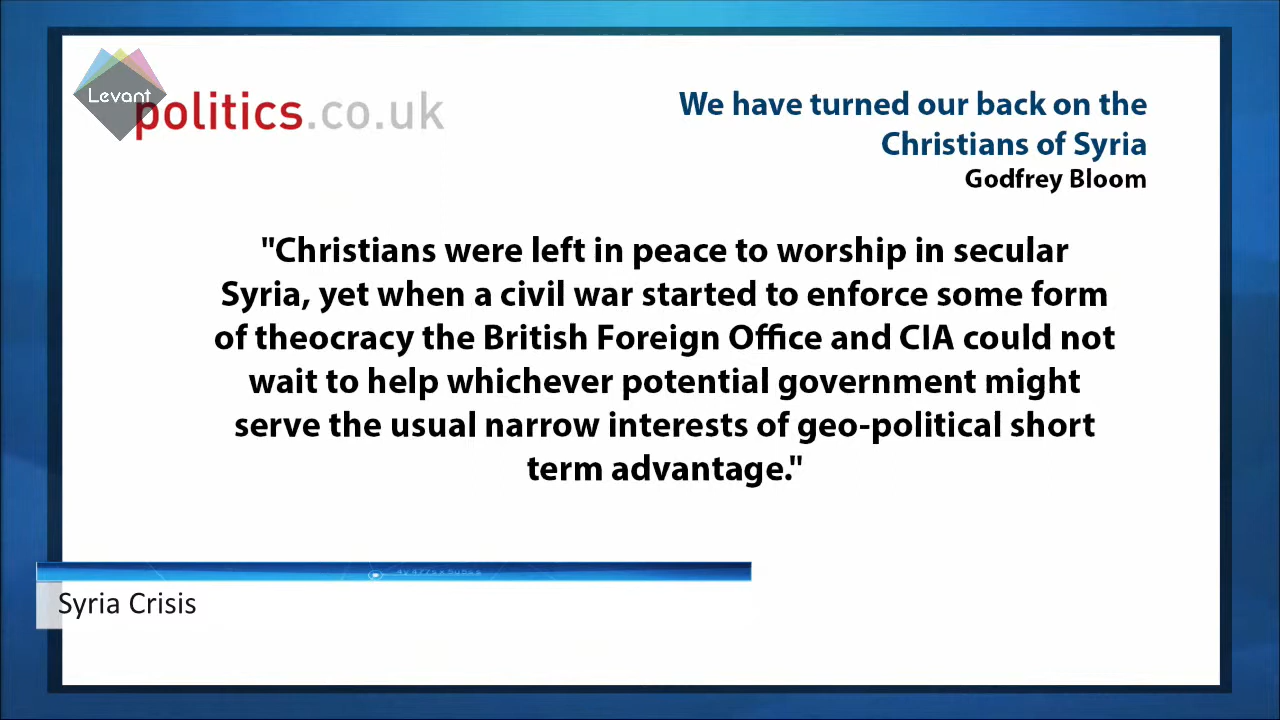 Levant
politics.co.uk
We have turned our back on the
Christians of Syria
Godfrey Bloom
"Christians were left in peace to worship in secular
Syria, yet when a civil war started to enforce some form
of theocracy the British Foreign Office and CIA could not
wait to help whichever potential government might
serve the usual narrow interests of geo-political short
term advantage."
Syria Crisis